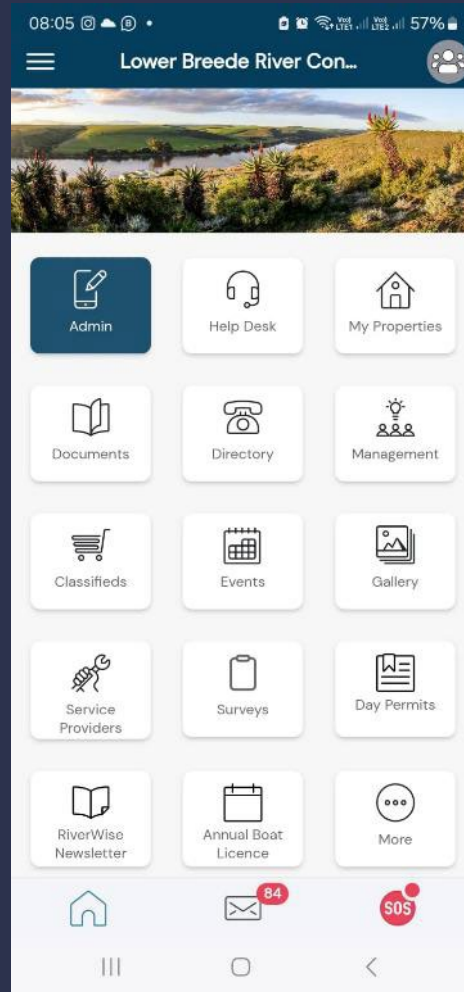 08:05
57%
Lower Breede River Con...
Admin
Help Desk
My Properties
Documents
Directory
Management
Classifieds
Events
Gallery
Service
Providers
Surveys
Day Permits
RiverWise
Newsletter
Annual Boat
Licence
More
84
SOS